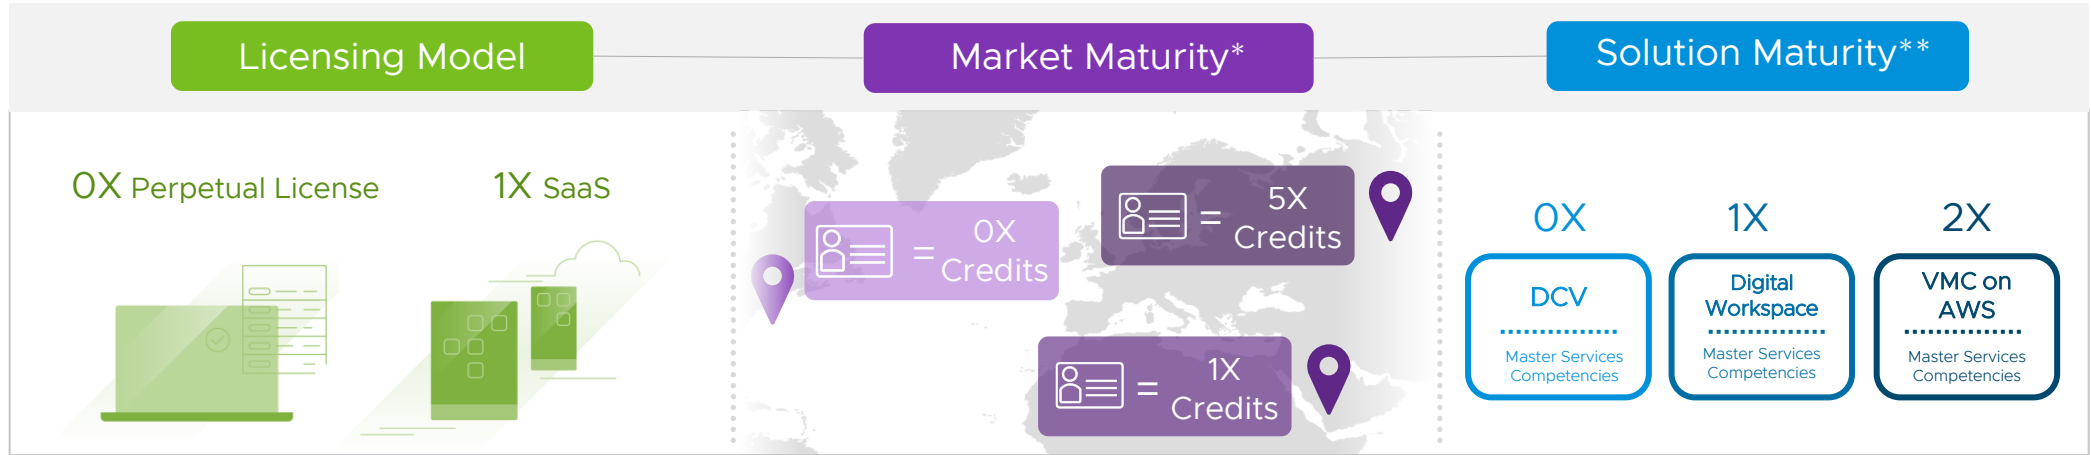 Licensing Model
Market Maturity*
Solution Maturity**
0X Perpetual License
1X SaaS
= 0X
Credits
= 5X
Credits
= 1X
Credits
0X
DCV
Master Services
Competencies
1X
Digital
Workspace
Master Services
Competencies
2X
VMC on
AWS
Master Services
Competencies